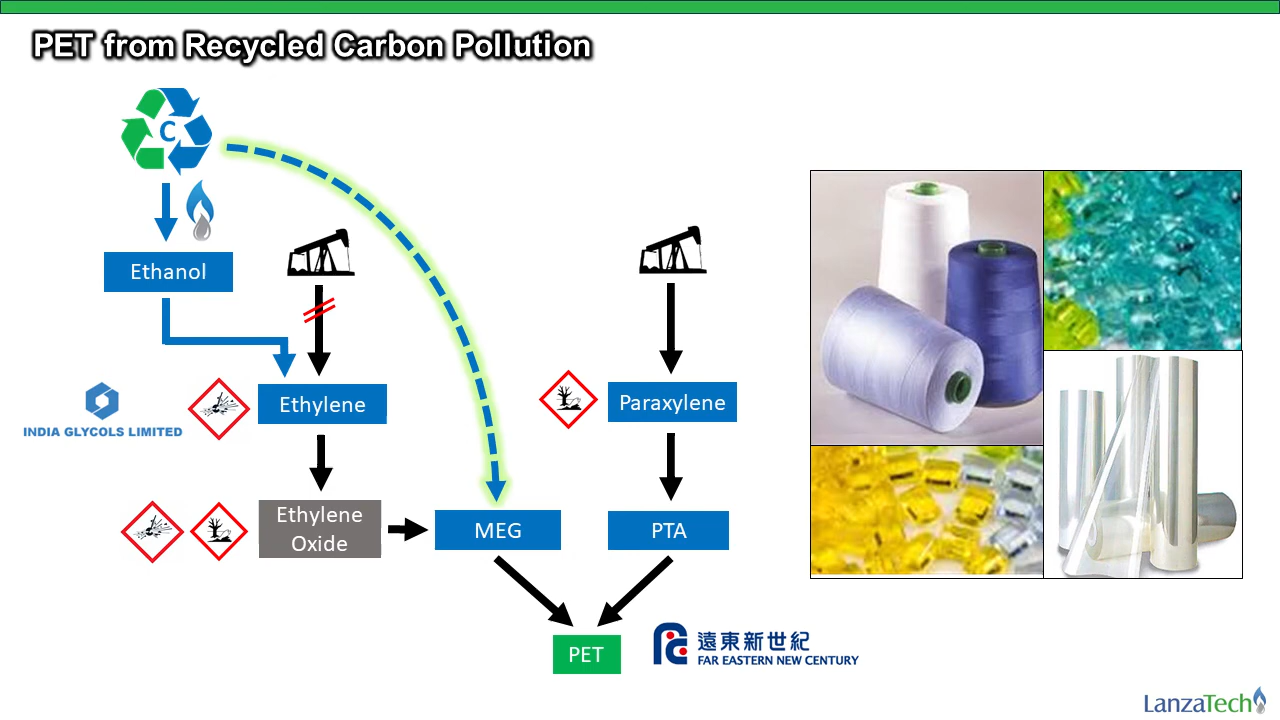 PET from Recycled Carbon Pollution
C
Ethanol
INDIA GLYCOLS LIMITED
Ethylene
Paraxylene
Ethylene
Oxide
MEG
PTA
PET
遠東新世紀
FAR EASTERN NEW CENTURY
LanzaTech